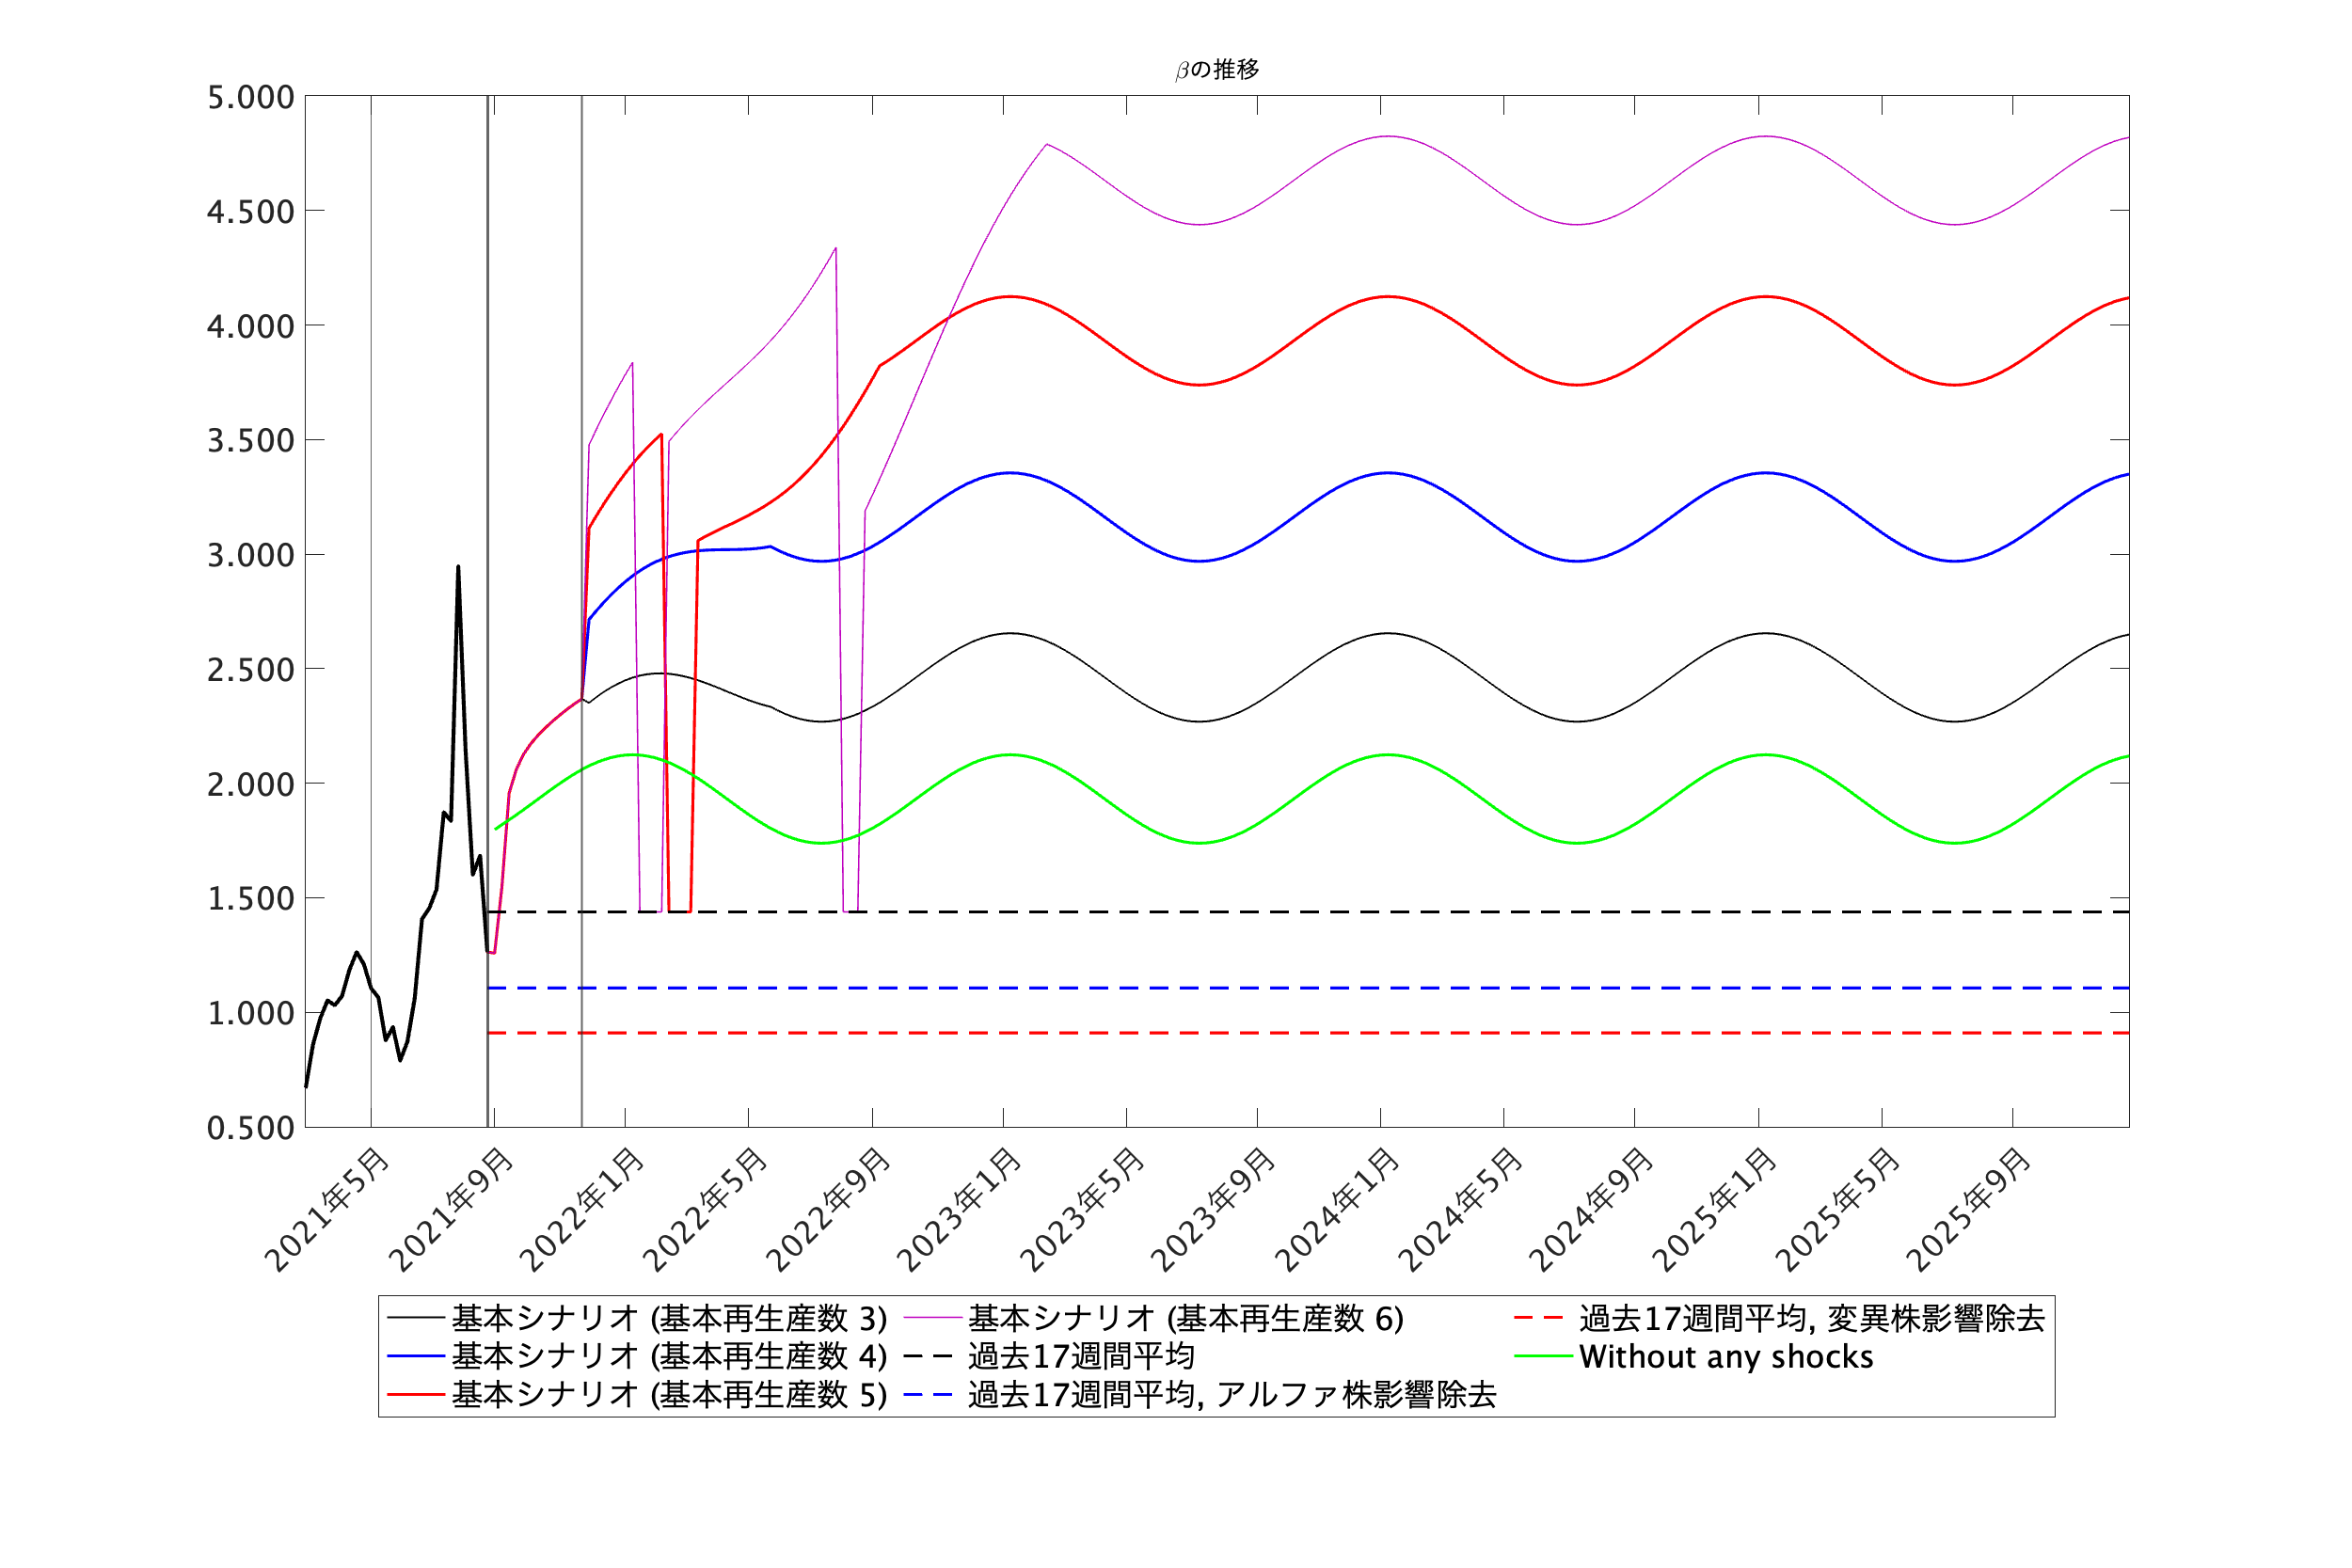 βの推移
5.000
4.500
4.000
3.500
3.000
2.500
2.000
1.500
1.000
0.500
2021年5月
2021年9月
2022年1月
2022年5月
2022年9月
2023年1月
2023年5月
2023年9月
2024年1月
2024年5月
2024年9月
2025年1月
2025年5月
2025年9月
基本シナリオ (基本再生産数 3)
基本シナリオ (基本再生産数 4)
基本シナリオ (基本再生産数 5)
基本シナリオ (基本再生産数 6)
過去17週間平均
過去17週間平均, アルファ株影響除去
過去17週間平均, 変異株影響除去
Without any shocks